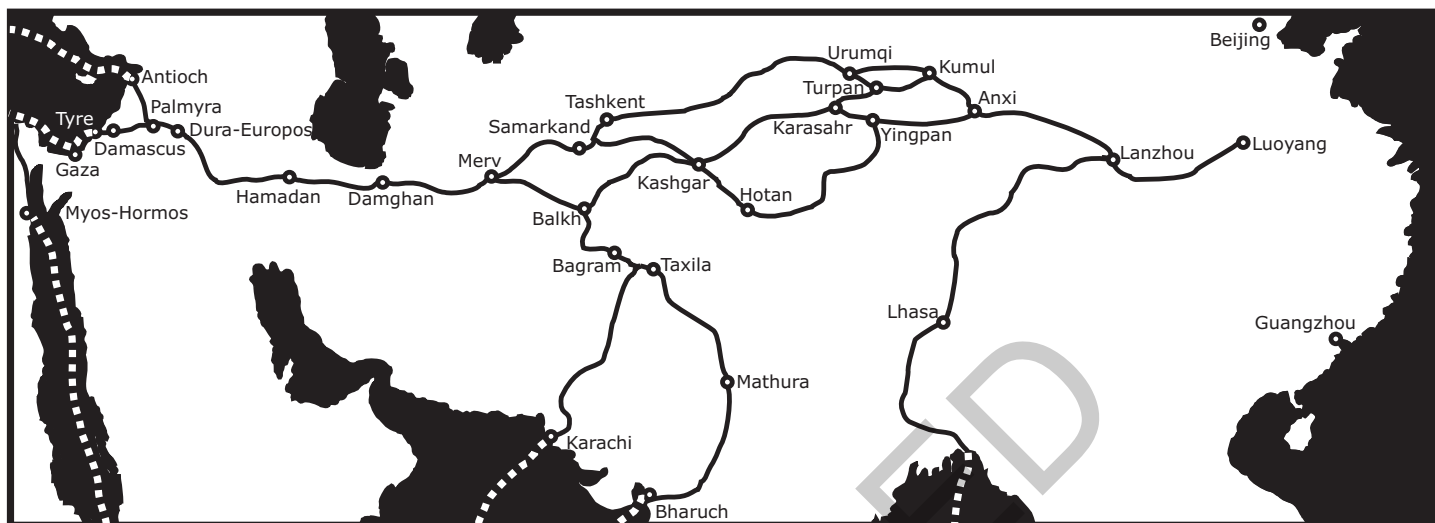 Beijing
Urumqi
Kumul
Antioch
Turpan
Anxi
Palmyra
Tashkent
Tyre
Dura-Europos
Samarkand
Karasahr
Yingpan
Damascus
Luoyang
Merv
Lanzhou
Gaza
Kashgar
Hamadan
Damghan
Hotan
Myos-Hormos
Balkh
Bagram
Taxila
Lhasa
Guangzhou
Mathura
Karachi
Bharuch